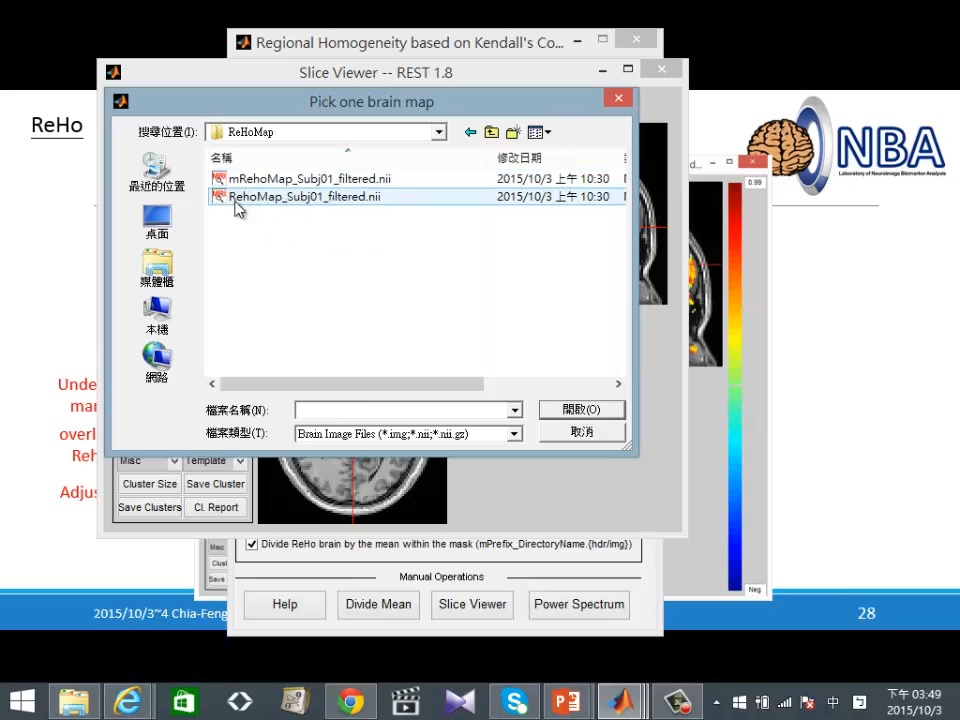 Regional Homogeneity based on Kendall's Co...
Slice Viewer -- REST 1.8
Pick one brain map
ReHo
搜尋位置(I):
ReHoMap
NBA
Laboratory of Neuroimage Biomarker Analysis
名稱
修改日期
mRehoMap_Subj01_filtered.nii
2015/10/3 上午 10:30
RehoMap_Subj01_filtered.nii
2015/10/3 上午 10:30
0.99
最近的位置
桌面
媒體櫃
本機
網路
Unde
mar
overl
Reh
Adjus
檔案名稱(N):
開啟(O)
檔案類型(T):
Brain Image Files (*.img;*.nii;*.nii.gz)
取消
Misc
Template
Cluster Size
Save Cluster
Save Clusters
Cl. Report
Misc
Clust
Save
Divide ReHo brain by the mean within the mask (mPrefix_DirectoryName.{hdr/img})
Manual Operations
Neg
Help
Divide Mean
Slice Viewer
Power Spectrum
2015/10/3~4 Chia-Feng
28
中
下午 03:49
2015/10/3